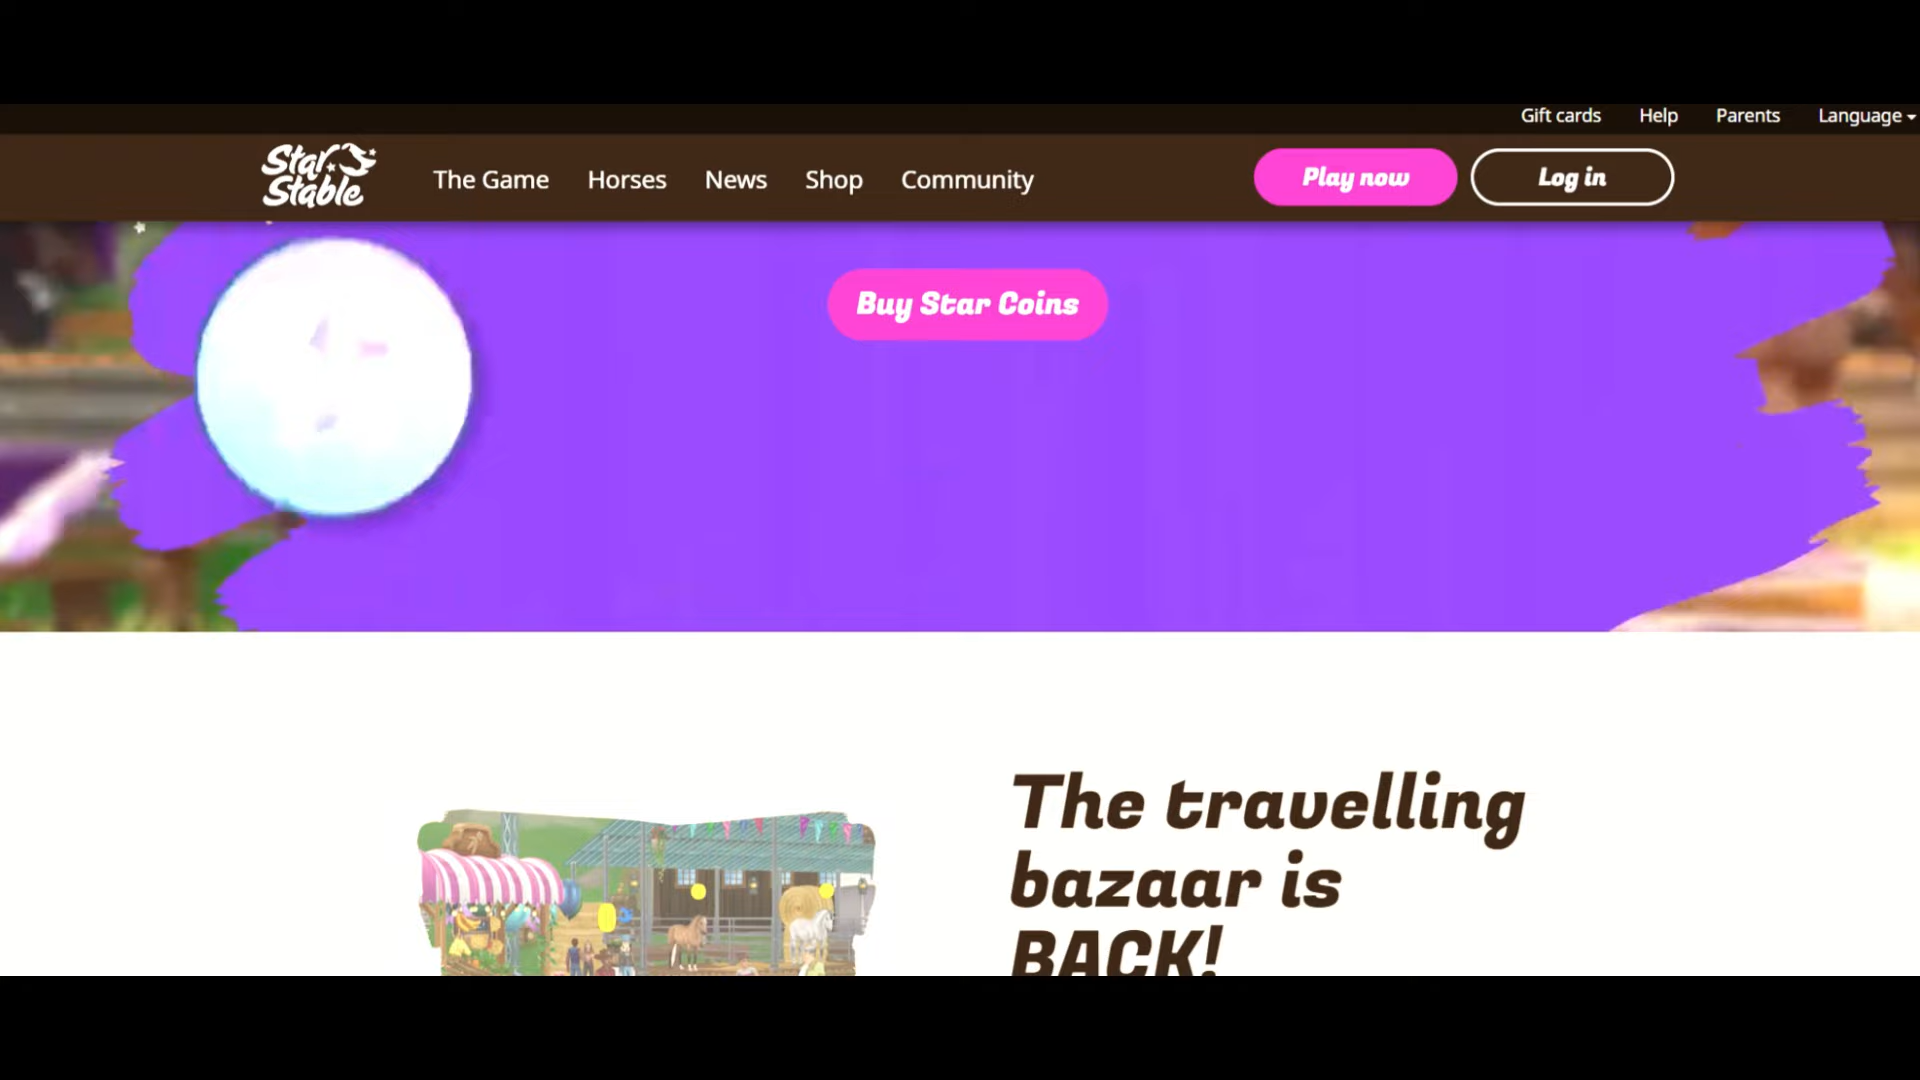 Gift cards Help Parents Language
Star Stable
The Game Horses News Shop Community Play now Log in
Buy Star Coins
The travelling
bazaar is
BACK!